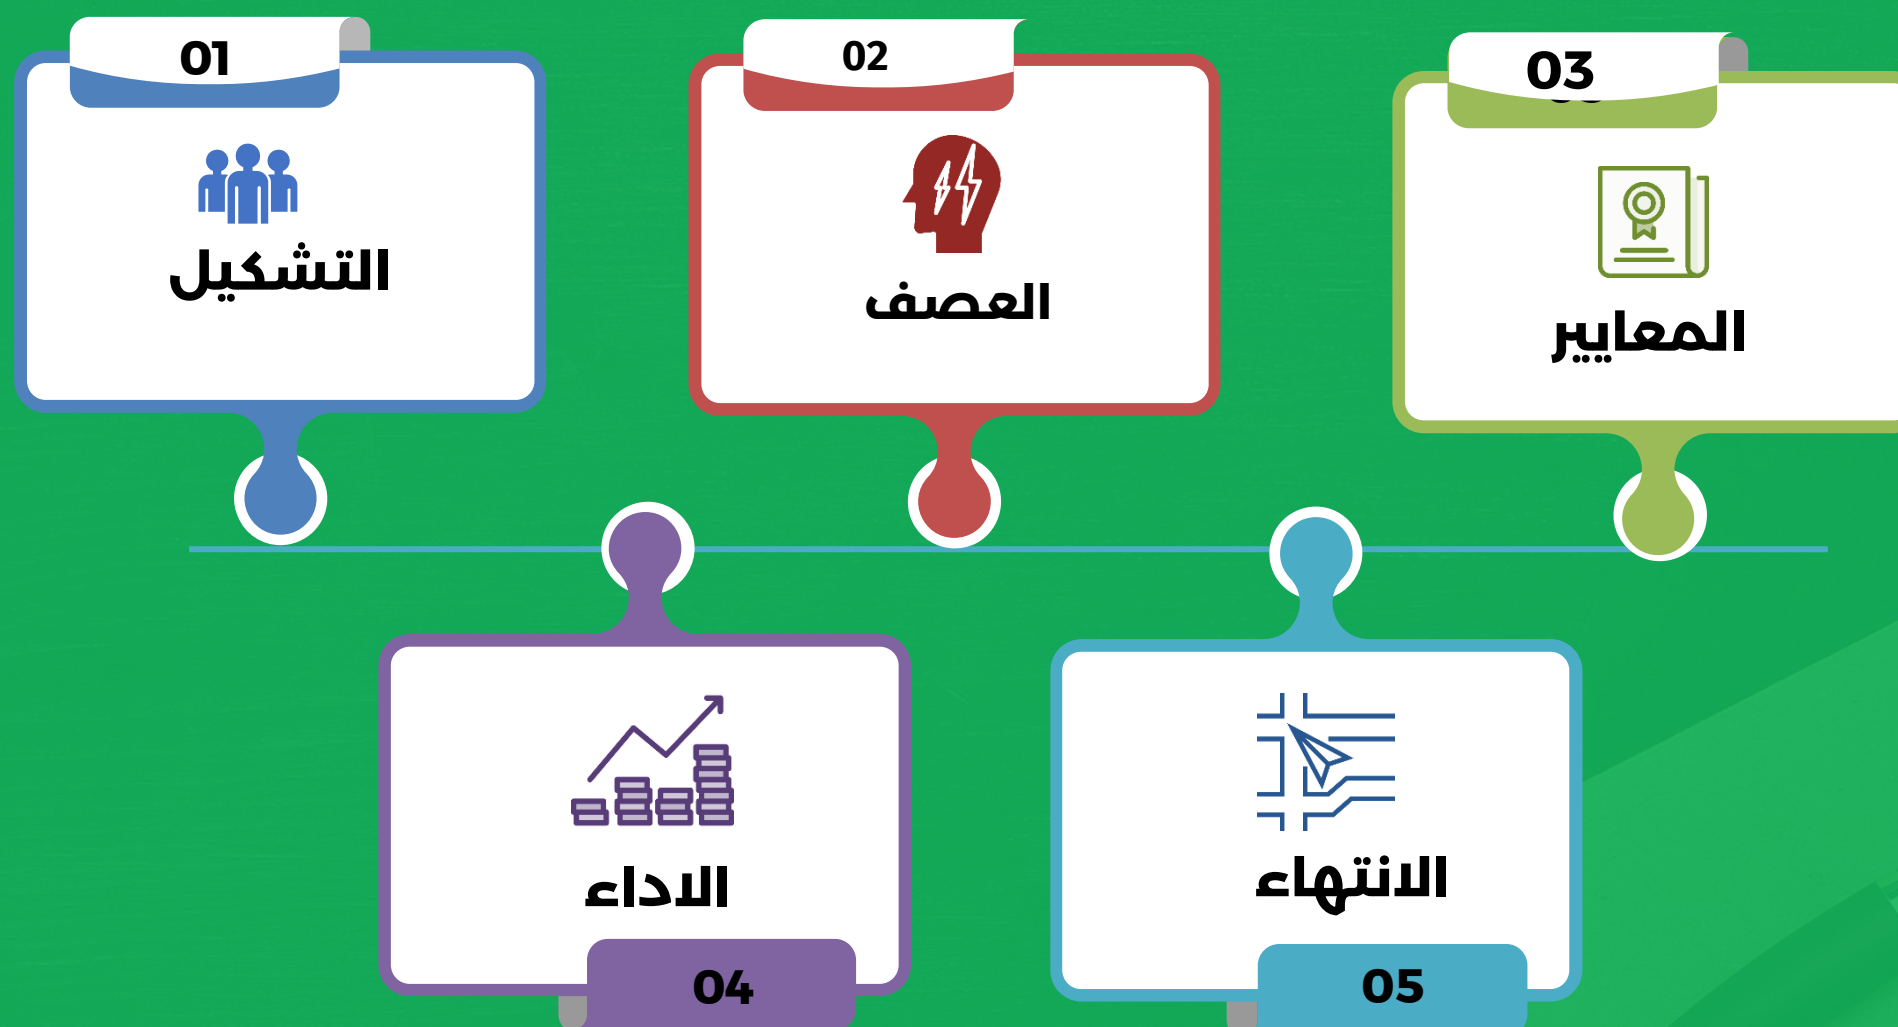 01
التشكيل
02
العصف
03
المعايير
الاداء
04
الانتهاء
05